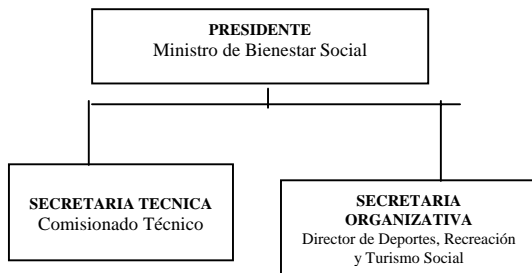 PRESIDENTE
Ministro de Bienestar Social
SECRETARIA TECNICA
Comisionado Técnico
SECRETARIA
ORGANIZATIVA
Director de Deportes, Recreación
y Turismo Social